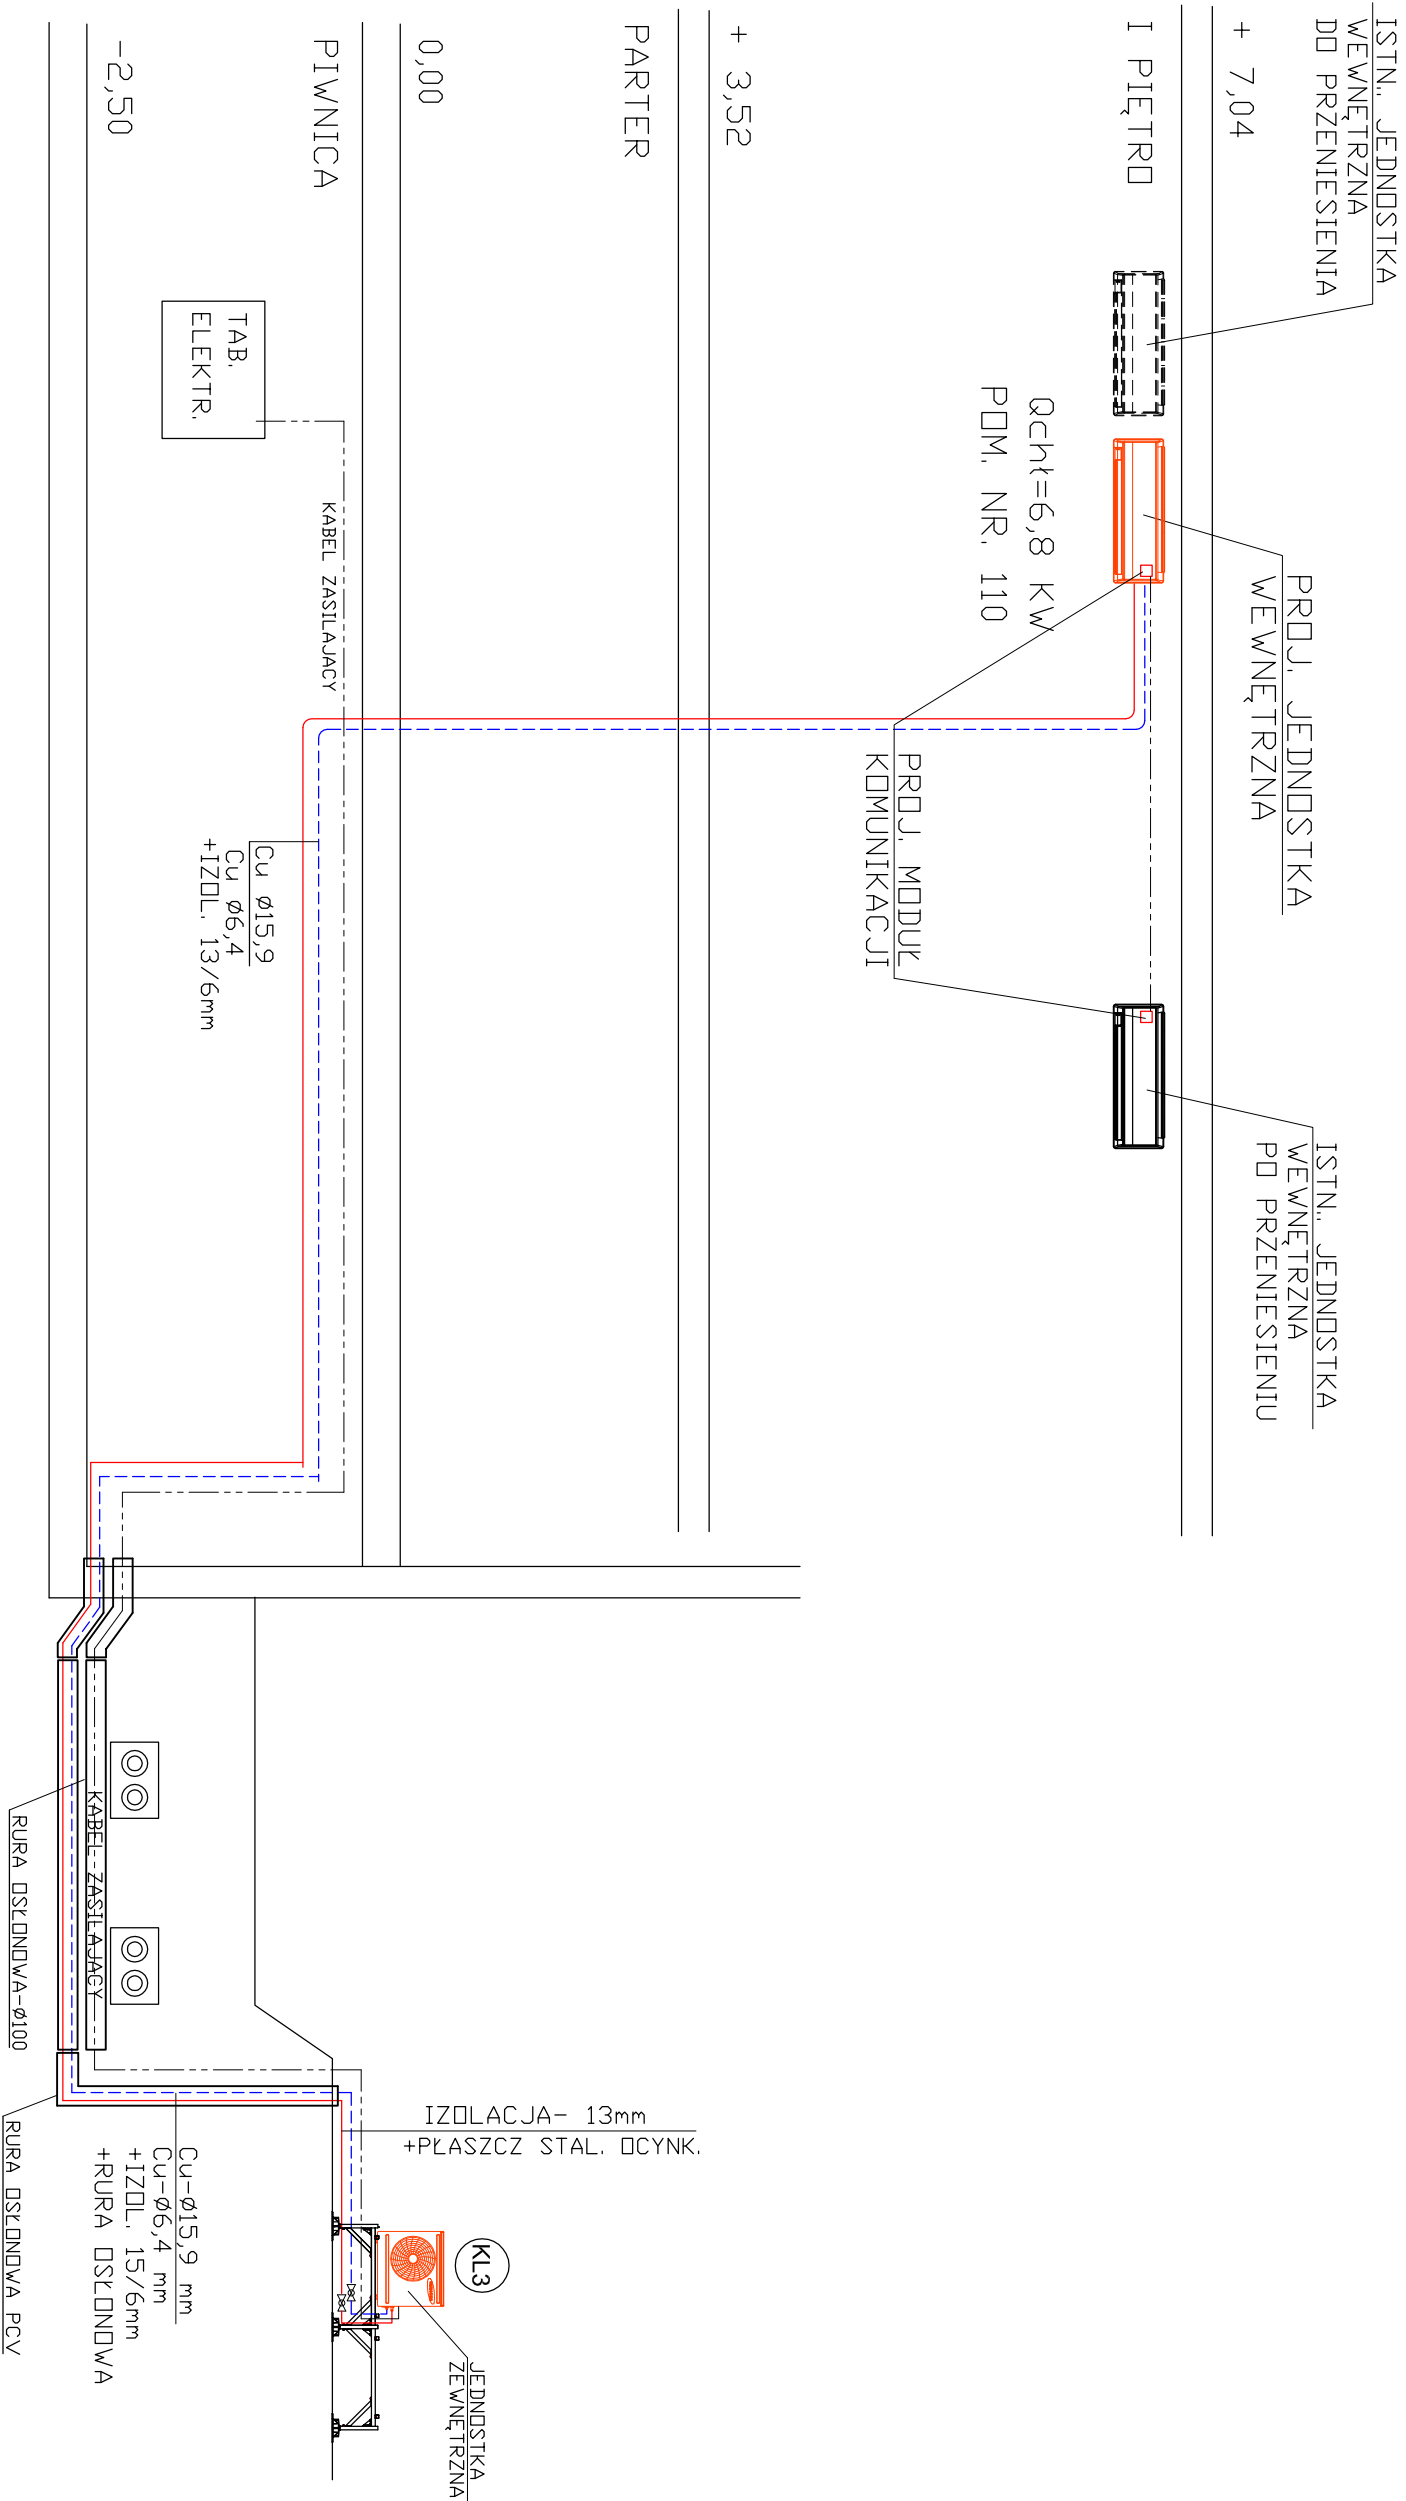 ISTN.. JEDNOSTKA
WEWNĘTRZNA
DO PRZENIESIENIA
+ 7,04
I PIĘTRO
PROJ. JEDNOSTKA
WEWNĘTRZNA
ISTN.. JEDNOSTKA
WEWNĘTRZNA
PO PRZENIESIENIU
Qchł=6,8 KW
POM. NR. 110
PROJ. MODUŁ
KOMUNIKACJI
+ 3,52
PARTER
0,00
PIWNICA
KABEL ZASILAJACY
TAB.
ELEKTR.
Cu Ø15,9
Cu Ø6,4
+IZOL. 13/6mm
-2,50
KL3
JEDNOSTKA
ZEWNĘTRZNA
IZOLACJA- 13mm
+PŁASZCZ STAL. OCYNK.
Cu-Ø15,9 mm
Cu-Ø6,4 mm
+IZOL. 15/6mm
+RURA OSŁONOWA
KABEL ZASILAJACY
RURA OSŁONOWA-Ø100
RURA OSŁONOWA PCV